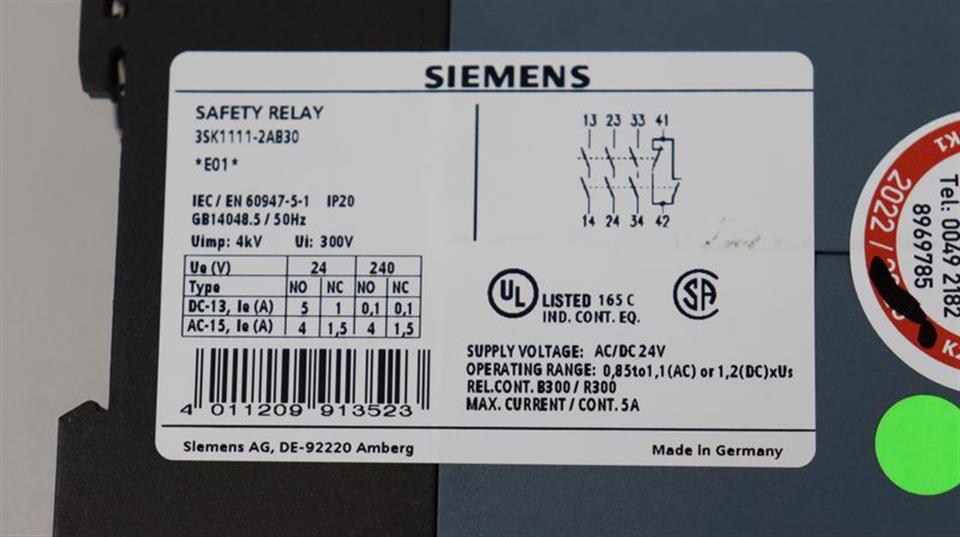 SIEMENS
SAFETY RELAY
3SK1111-2AB30
*E01*
IEC / EN 60947-5-1 IP20
GB14048.5 / 50Hz
Uimp: 4kV Ui: 300V
Ue (V) 24 240
Type NO NC NO NC
DC-13, Ie (A) 5 1 0,1 0,1
AC-15, Ie (A) 4 1,5 4 1,5
4 011209 913523
Siemens AG, DE-92220 Amberg
13 23 33 41
14 24 34 42
UL LISTED 165 C
IND. CONT. EQ.
SA
SUPPLY VOLTAGE: AC/DC 24V
OPERATING RANGE: 0,85to1,1(AC) or 1,2(DC)xUs
REL.CONT. B300 / R300
MAX. CURRENT / CONT. 5A
Made in Germany
K1
2022 /
Tel: 0049 2182
8969785